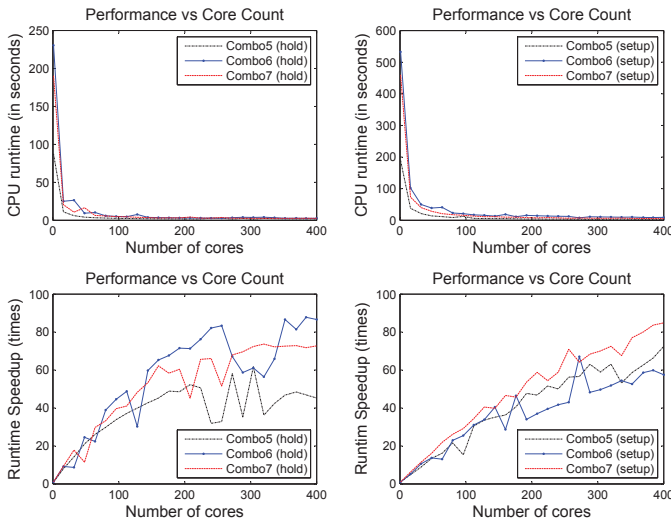 Performance vs Core Count
CPU runtime (in seconds)
250
200
150
100
50
0
0 100 200 300 400
Number of cores
Combo5 (hold)
Combo6 (hold)
Combo7 (hold)
Performance vs Core Count
CPU runtime (in seconds)
600
500
400
300
200
100
0
0 100 200 300 400
Number of cores
Combo5 (setup)
Combo6 (setup)
Combo7 (setup)
Performance vs Core Count
Runtime Speedup (times)
100
80
60
40
20
0
0 100 200 300 400
Number of cores
Combo5 (hold)
Combo6 (hold)
Combo7 (hold)
Performance vs Core Count
Runtime Speedup (times)
100
80
60
40
20
0
0 100 200 300 400
Number of cores
Combo5 (setup)
Combo6 (setup)
Combo7 (setup)